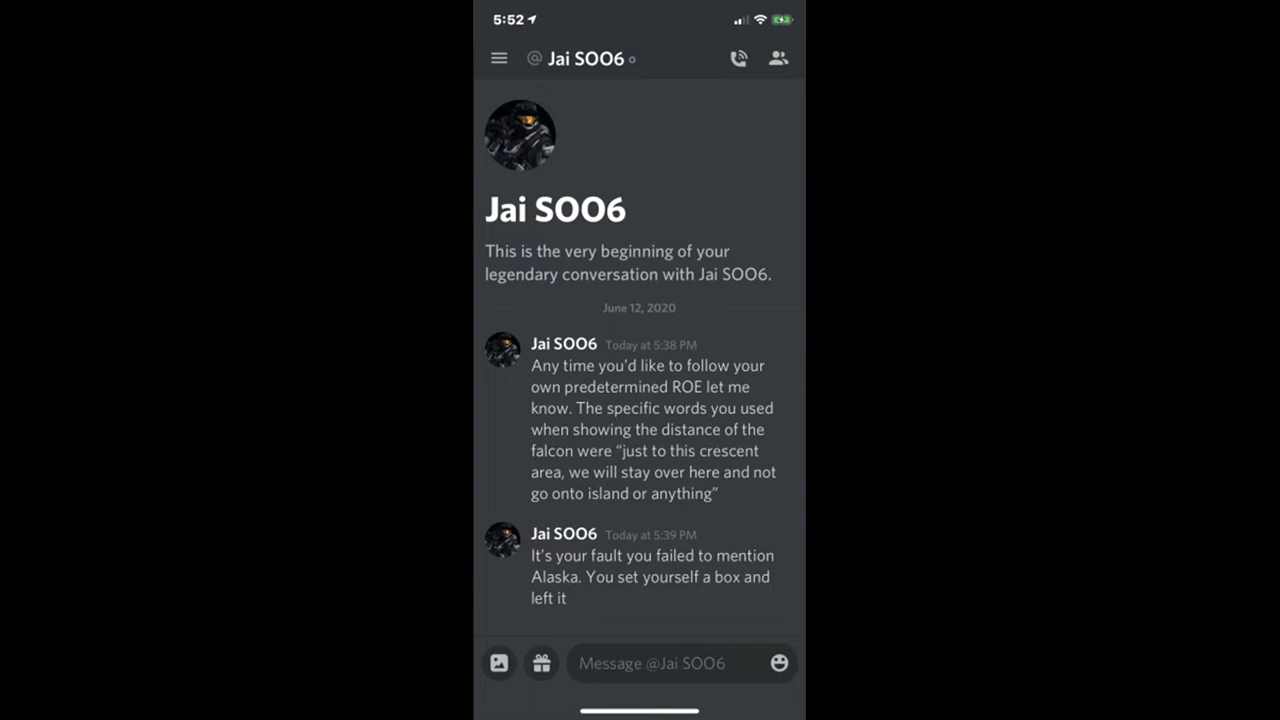 5:52
@ Jai SOO6
Jai SOO6
This is the very beginning of your
legendary conversation with Jai SOO6.
June 12, 2020
Jai SOO6 Today at 5:38 PM
Any time you’d like to follow your
own predetermined ROE let me
know. The specific words you used
when showing the distance of the
falcon were “just to this crescent
area, we will stay over here and not
go onto island or anything”
Jai SOO6 Today at 5:39 PM
It’s your fault you failed to mention
Alaska. You set yourself a box and
left it
Message @Jai SOO6